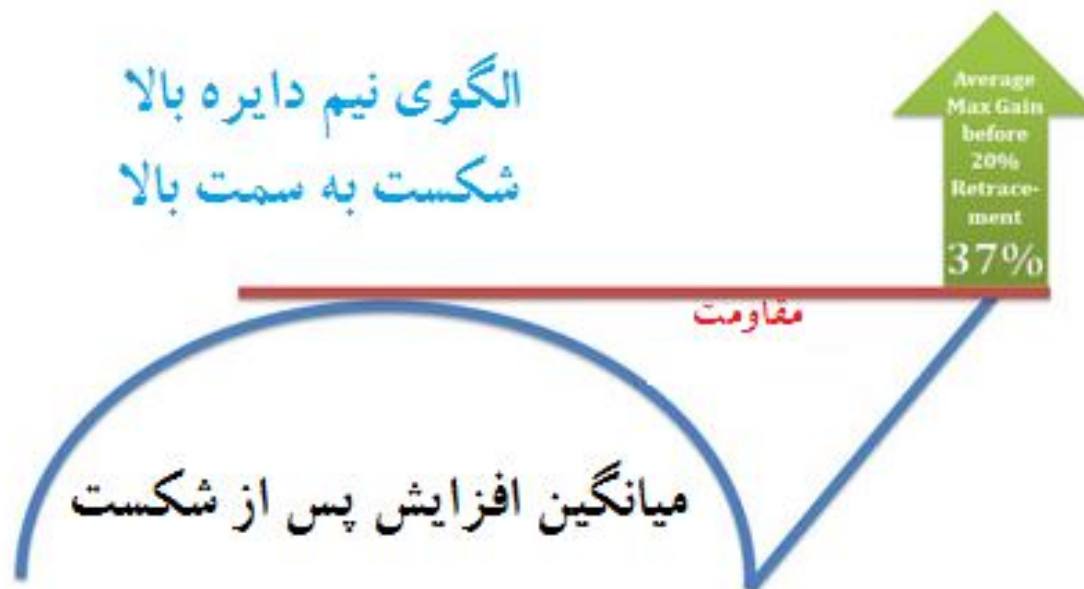 الگوی نیم دایره بالا
شکست به سمت بالا
Average
Max Gain
before
20%
Retrace-
ment
37%
مقاومت
میانگین افزایش پس از شکست